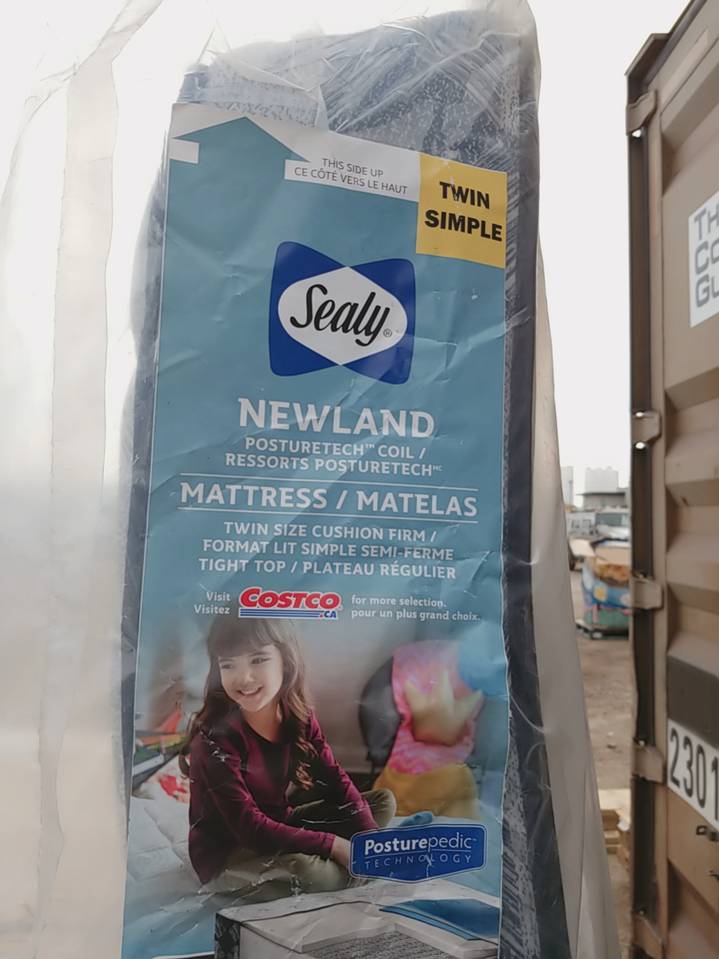 THIS SIDE UP
CE CÔTÉ VERS LE HAUT
TWIN
SIMPLE
Sealy®
NEWLAND
POSTURETECH™ COIL /
RESSORTS POSTURETECHᴹᶜ
MATTRESS / MATELAS
TWIN SIZE CUSHION FIRM /
FORMAT LIT SIMPLE SEMI-FERME
TIGHT TOP / PLATEAU RÉGULIER
Visit
Visitez
COSTCO
.CA
for more selection.
pour un plus grand choix.
Posturepedic™
TECHNOLOGY
2301